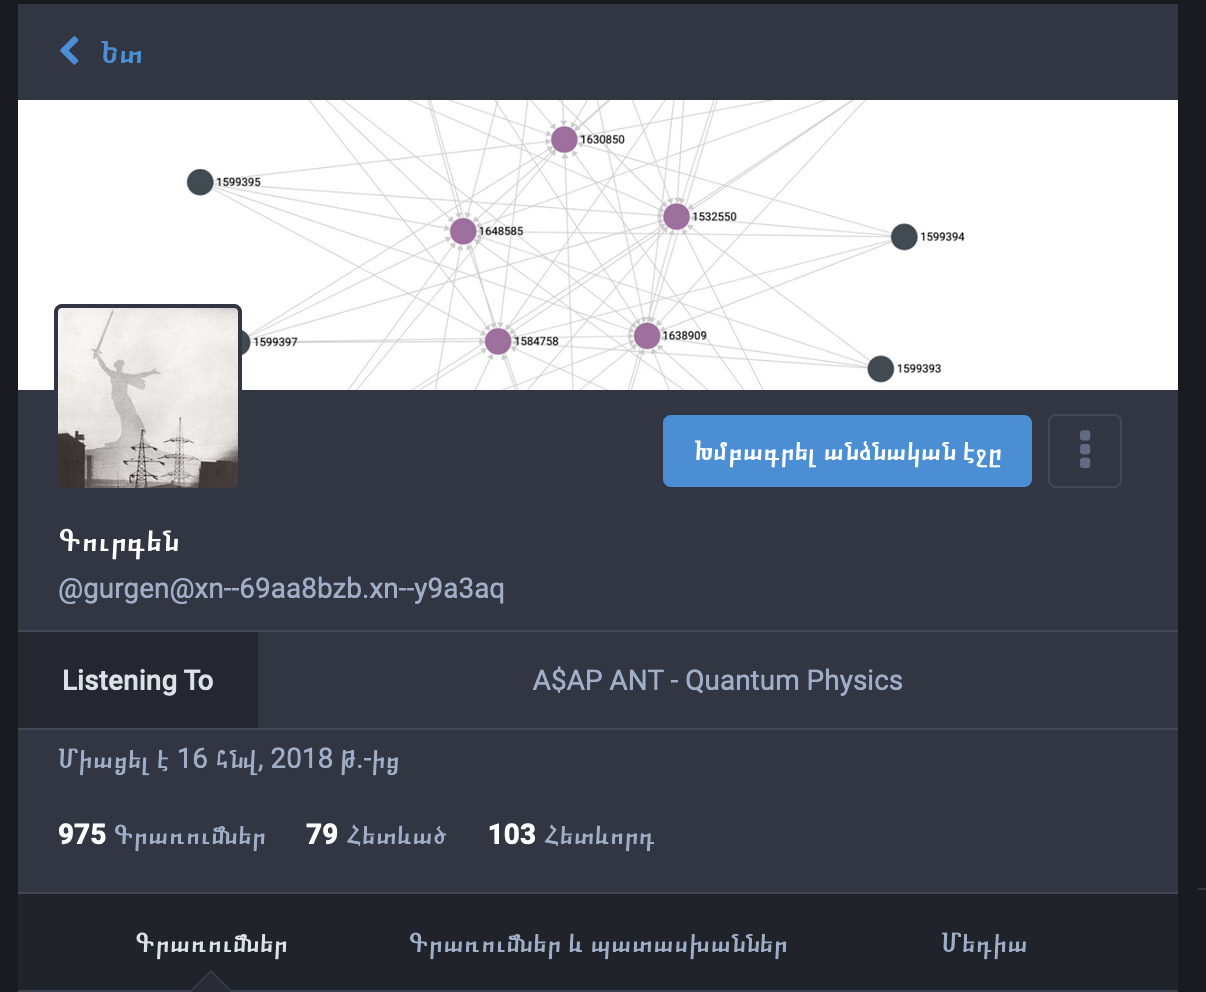 Ետ
1630850
1599395
1532550
1648585
1599394
1638909
1599397
1584758
1599393
Խմբագրել անձնական էջը
Գուրգեն
@gurgen@xn--69aa8bzb.xn--y9a3aq
Listening To
A$AP ANT - Quantum Physics
Միացել է 16 հնվ, 2018 թ.-ից
975 Գրառումներ 79 Հետևած 103 Հետևորդ
Գրառումներ Գրառումներ և պատասխաններ Մեդիա